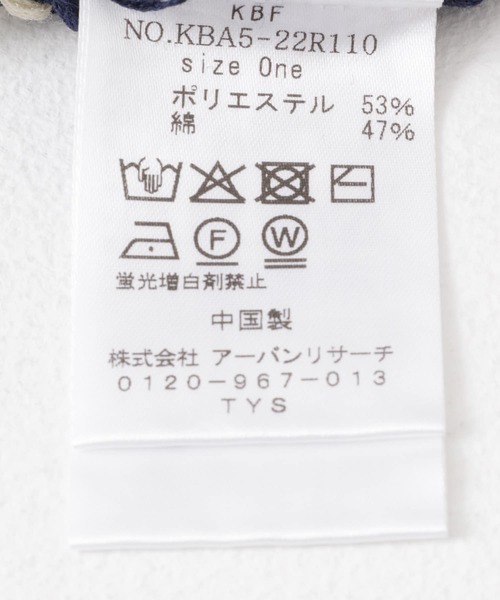 KBF
NO.KBA5-22R110
size One
ポリエステル 53%
綿 47%
F
W
蛍光増白剤禁止
中国製
株式会社 アーバンリサーチ
0120-967-013
TYS